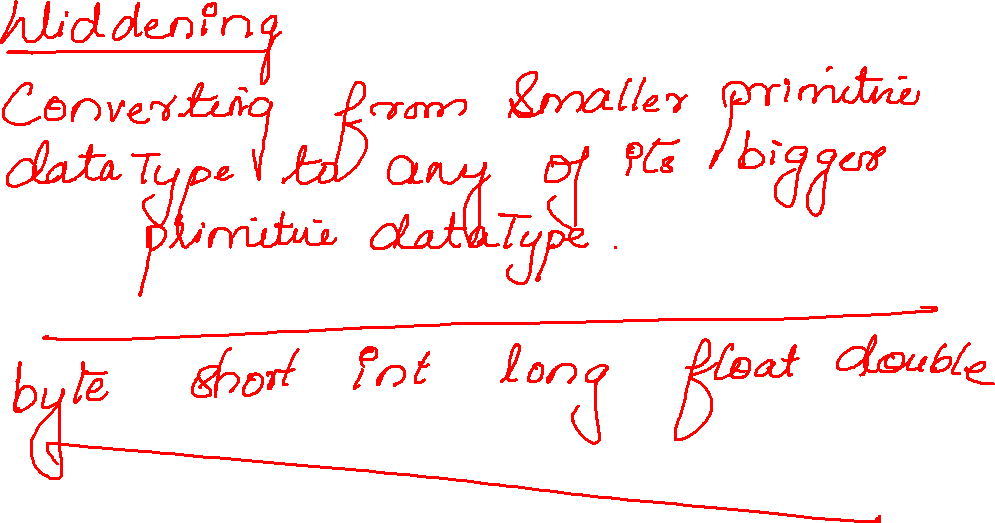 Widdening
Converting from Smaller primitive
dataType to any of its bigger
primitive dataType.
byte short int long float double